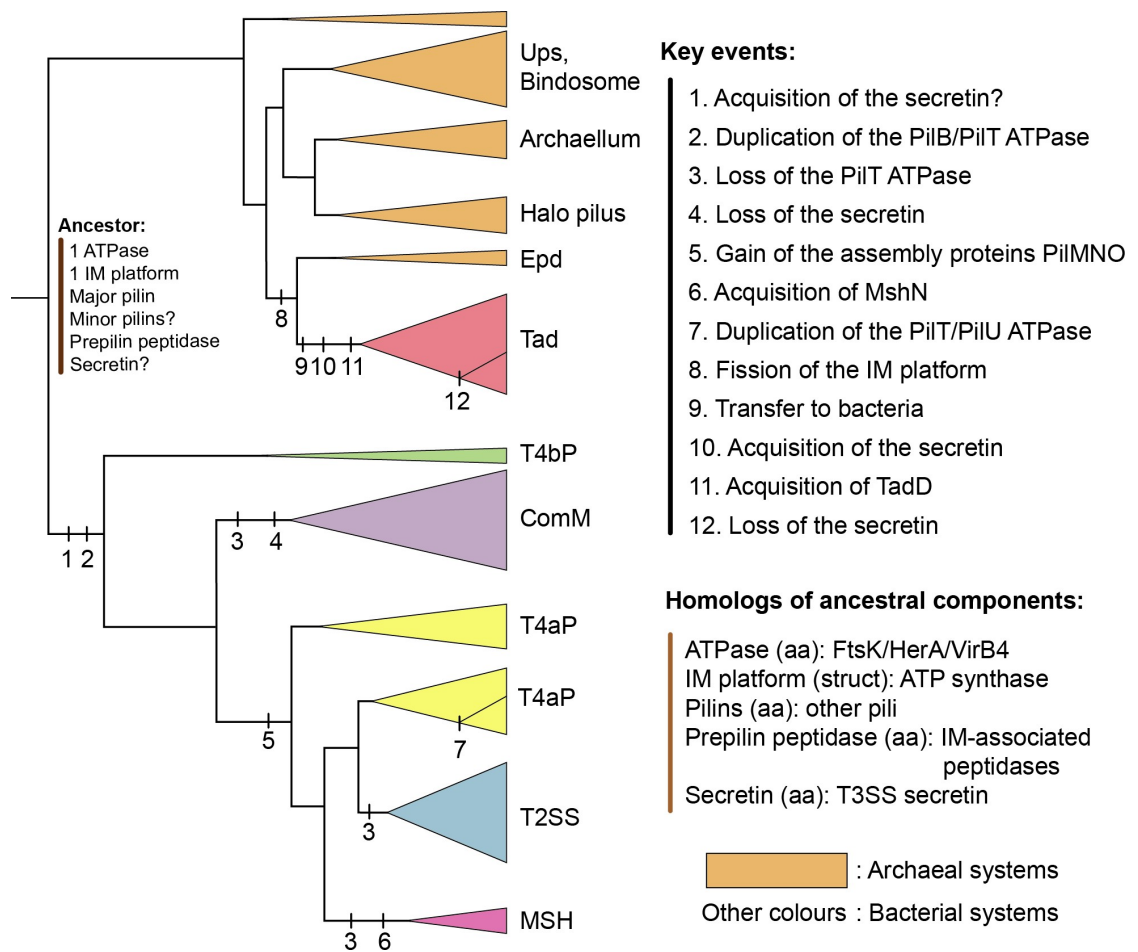 Ups,
Bindosome
Archaellum
Halo pilus
Epd
Tad
8
9 10 11
12
Ancestor:
1 ATPase
1 IM platform
Major pilin
Minor pilins?
Prepilin peptidase
Secretin?
T4bP
ComM
1 2
3 4
T4aP
T4aP
5
7
T2SS
3
MSH
3 6
Key events:
1. Acquisition of the secretin?
2. Duplication of the PilB/PilT ATPase
3. Loss of the PilT ATPase
4. Loss of the secretin
5. Gain of the assembly proteins PilMNO
6. Acquisition of MshN
7. Duplication of the PilT/PilU ATPase
8. Fission of the IM platform
9. Transfer to bacteria
10. Acquisition of the secretin
11. Acquisition of TadD
12. Loss of the secretin
Homologs of ancestral components:
ATPase (aa): FtsK/HerA/VirB4
IM platform (struct): ATP synthase
Pilins (aa): other pili
Prepilin peptidase (aa): IM-associated
peptidases
Secretin (aa): T3SS secretin
: Archaeal systems
Other colours : Bacterial systems